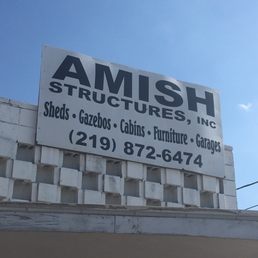 AMISH
STRUCTURES, INC
Sheds • Gazebos • Cabins • Furniture • Garages
(219) 872-6474